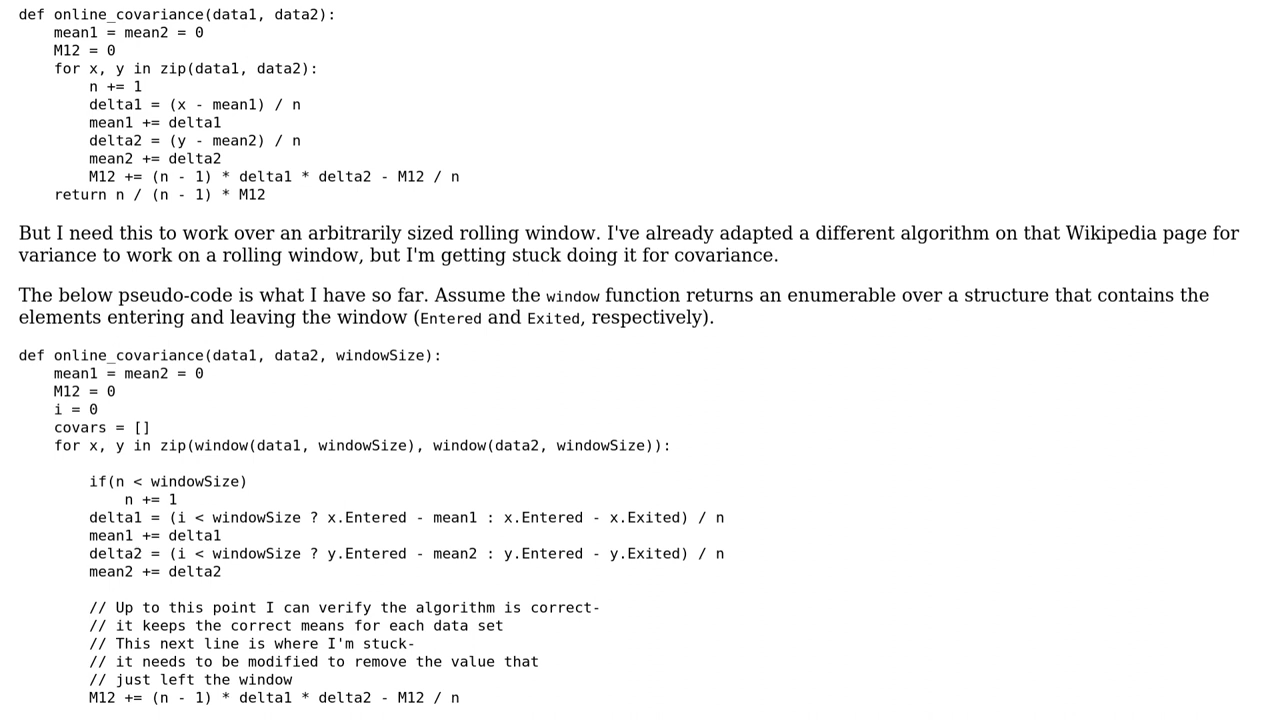 def online_covariance(data1, data2):
    mean1 = mean2 = 0
    M12 = 0
    for x, y in zip(data1, data2):
        n += 1
        delta1 = (x - mean1) / n
        mean1 += delta1
        delta2 = (y - mean2) / n
        mean2 += delta2
        M12 += (n - 1) * delta1 * delta2 - M12 / n
    return n / (n - 1) * M12
But I need this to work over an arbitrarily sized rolling window. I've already adapted a different algorithm on that Wikipedia page for
variance to work on a rolling window, but I'm getting stuck doing it for covariance.
The below pseudo-code is what I have so far. Assume the window function returns an enumerable over a structure that contains the
elements entering and leaving the window (Entered and Exited, respectively).
def online_covariance(data1, data2, windowSize):
    mean1 = mean2 = 0
    M12 = 0
    i = 0
    covars = []
    for x, y in zip(window(data1, windowSize), window(data2, windowSize)):
        if(n < windowSize)
            n += 1
        delta1 = (i < windowSize ? x.Entered - mean1 : x.Entered - x.Exited) / n
        mean1 += delta1
        delta2 = (i < windowSize ? y.Entered - mean2 : y.Entered - y.Exited) / n
        mean2 += delta2
        // Up to this point I can verify the algorithm is correct-
        // it keeps the correct means for each data set
        // This next line is where I'm stuck-
        // it needs to be modified to remove the value that
        // just left the window
        M12 += (n - 1) * delta1 * delta2 - M12 / n